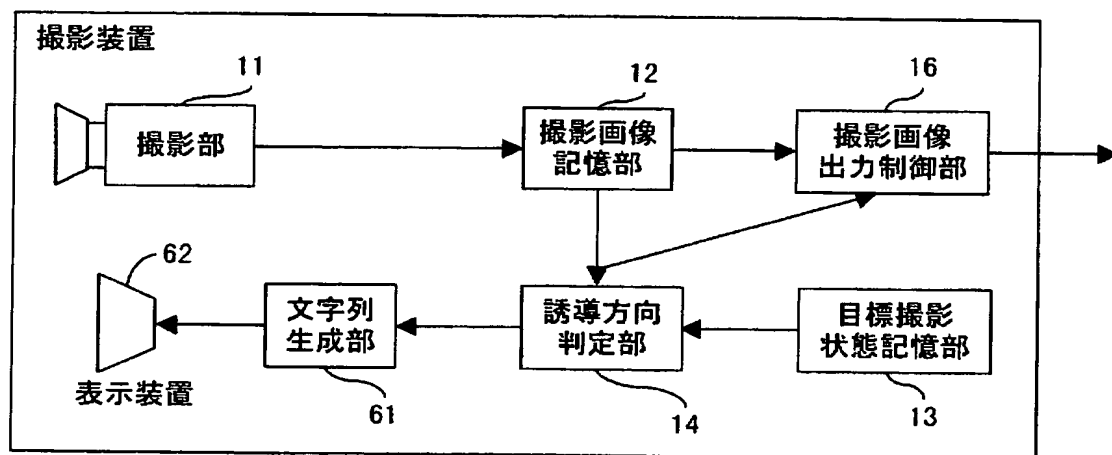 撮影装置
11
12
16
撮影部
撮影画像
記憶部
撮影画像
出力制御部
62
文字列
生成部
誘導方向
判定部
目標撮影
状態記憶部
表示装置
61
14
13